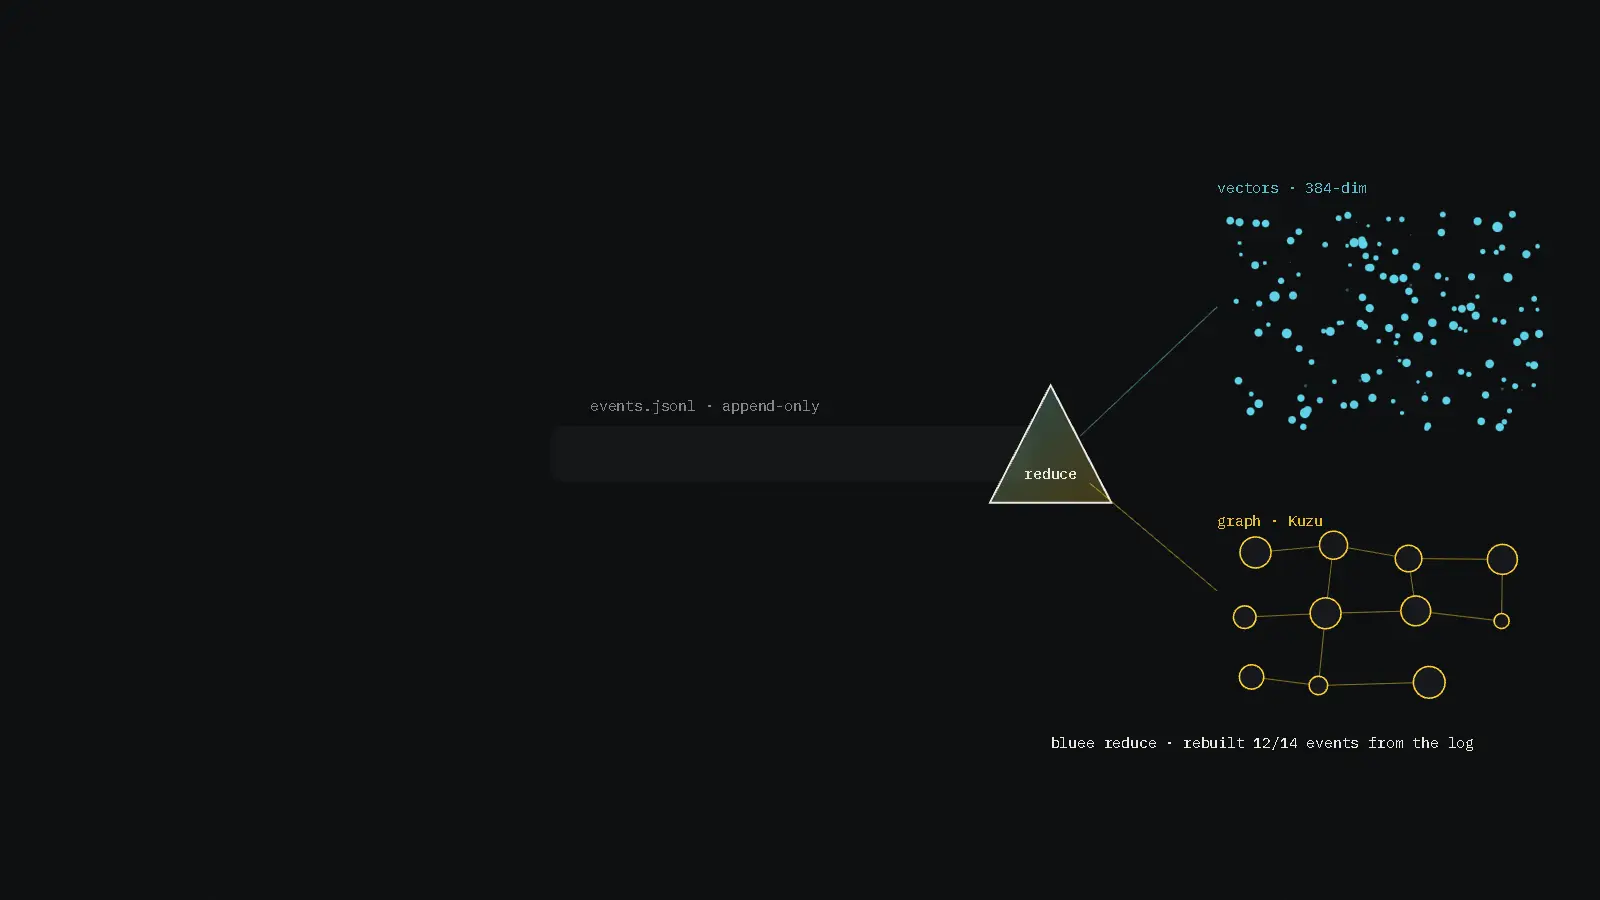 vectors · 384-dim
events.jsonl · append-only
reduce
graph · Kuzu
bluee reduce · rebuilt 12/14 events from the log